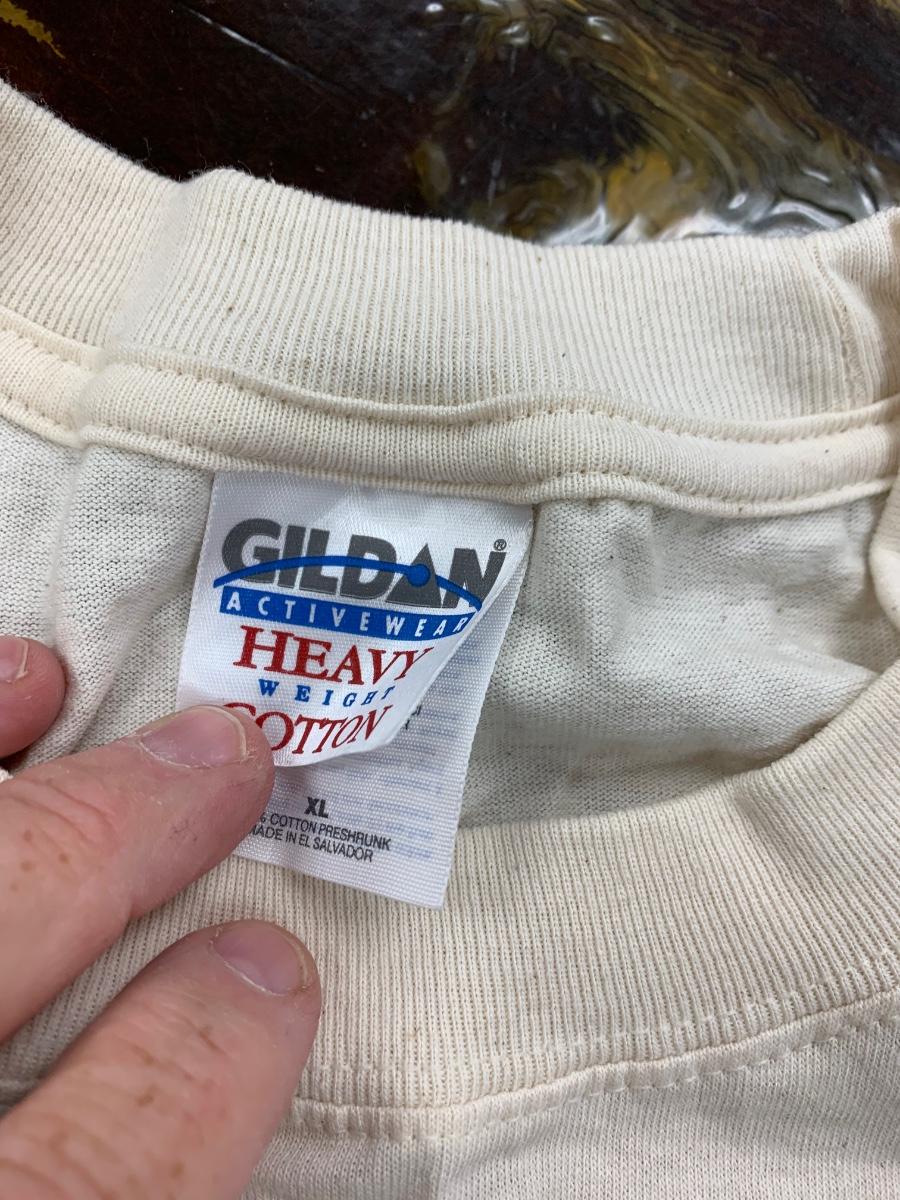 GILDAN®
ACTIVEWEAR
HEAVY
WEIGHT
COTTON
XL
% COTTON PRESHRUNK
MADE IN EL SALVADOR